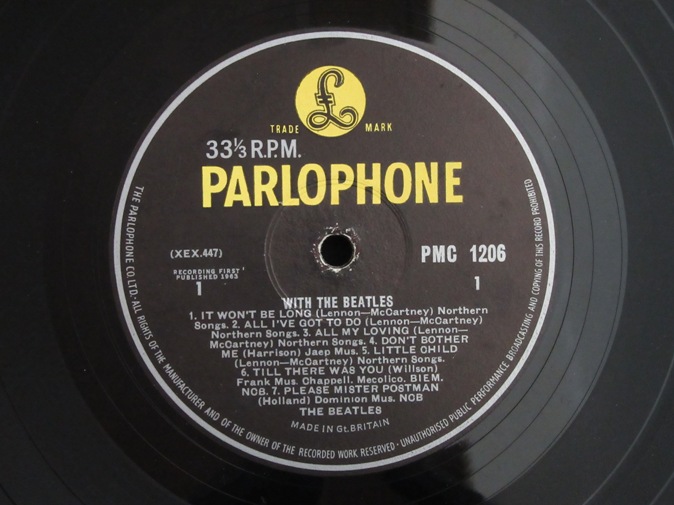 £
TRADE MARK
33⅓ R.P.M.
PARLOPHONE
(XEX.447)
PMC 1206
RECORDING FIRST
PUBLISHED 1963
1
1
WITH THE BEATLES
1. IT WON'T BE LONG (Lennon—McCartney) Northern
Songs. 2. ALL I'VE GOT TO DO (Lennon—McCartney)
Northern Songs. 3. ALL MY LOVING (Lennon—
McCartney) Northern Songs. 4. DON'T BOTHER
ME (Harrison) Jaep Mus. 5. LITTLE CHILD
(Lennon—McCartney) Northern Songs.
6. TILL THERE WAS YOU (Willson)
Frank Mus. Chappell. Mecolico. BIEM.
NCB. 7. PLEASE MISTER POSTMAN
(Holland) Dominion Mus. NCB
THE BEATLES
MADE IN Gt. BRITAIN
THE PARLOPHONE CO. LTD. · ALL RIGHTS OF THE MANUFACTURER AND OF THE OWNER OF THE RECORDED WORK RESERVED · UNAUTHORISED PUBLIC PERFORMANCE BROADCASTING AND COPYING OF THIS RECORD PROHIBITED